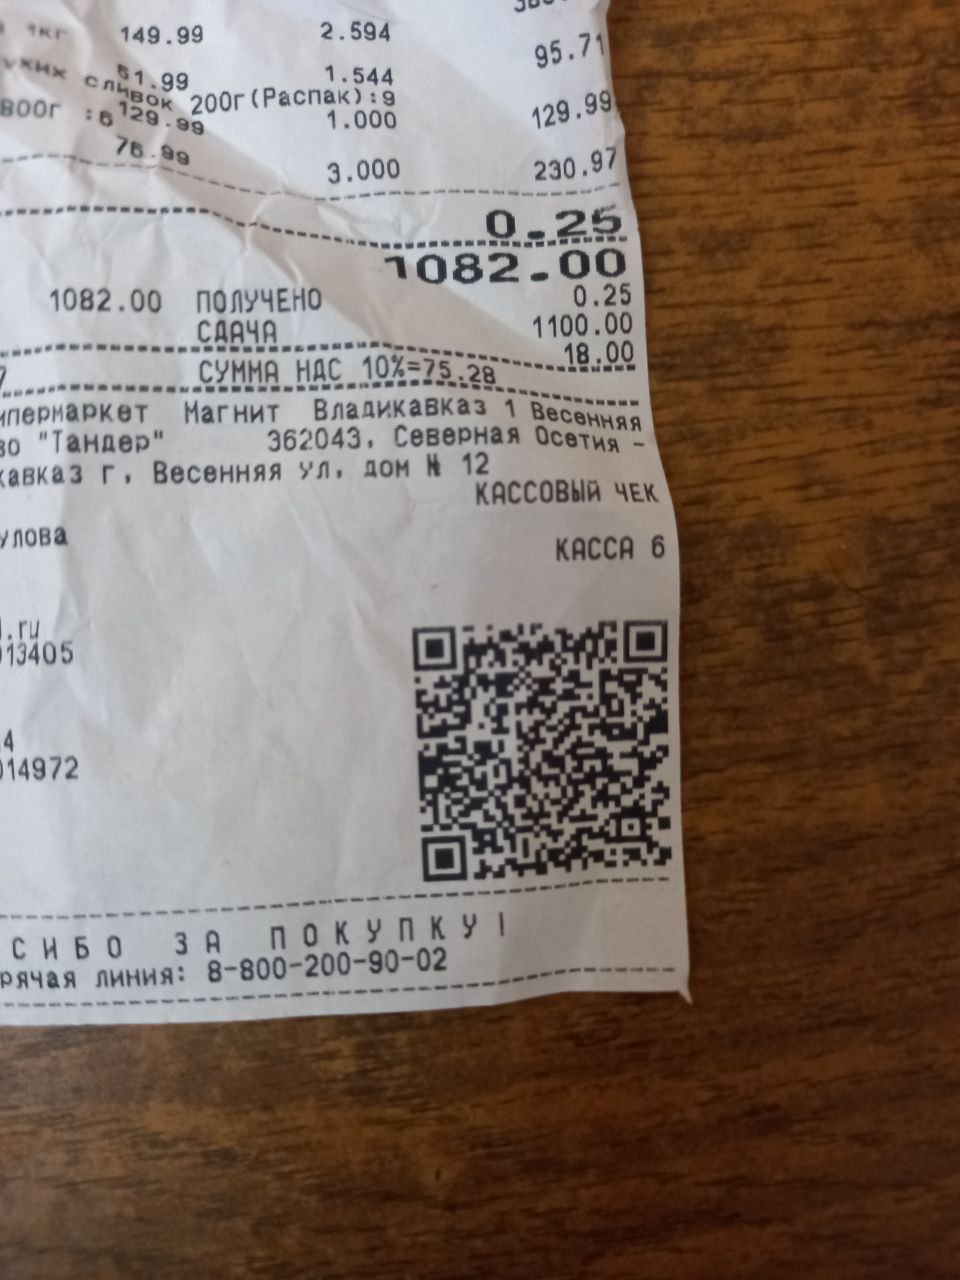 1кг 149.99 2.594
61.99 1.544 95.71
сливок 200г(Распак):9
800г :6 129.99 1.000 129.99
76.99 3.000 230.97
0.25
1082.00
0.25
1082.00 ПОЛУЧЕНО 1100.00
СДАЧА 18.00
СУММА НДС 10%=75.28
ипермаркет Магнит Владикавказ 1 Весенняя
во "Тандер" 362043, Северная Осетия -
кавказ г, Весенняя ул, дом № 12
КАССОВЫЙ ЧЕК
улова
КАССА 6
.ru
013405
.4
014972
СИБО ЗА ПОКУПКУ!
рячая линия: 8-800-200-90-02